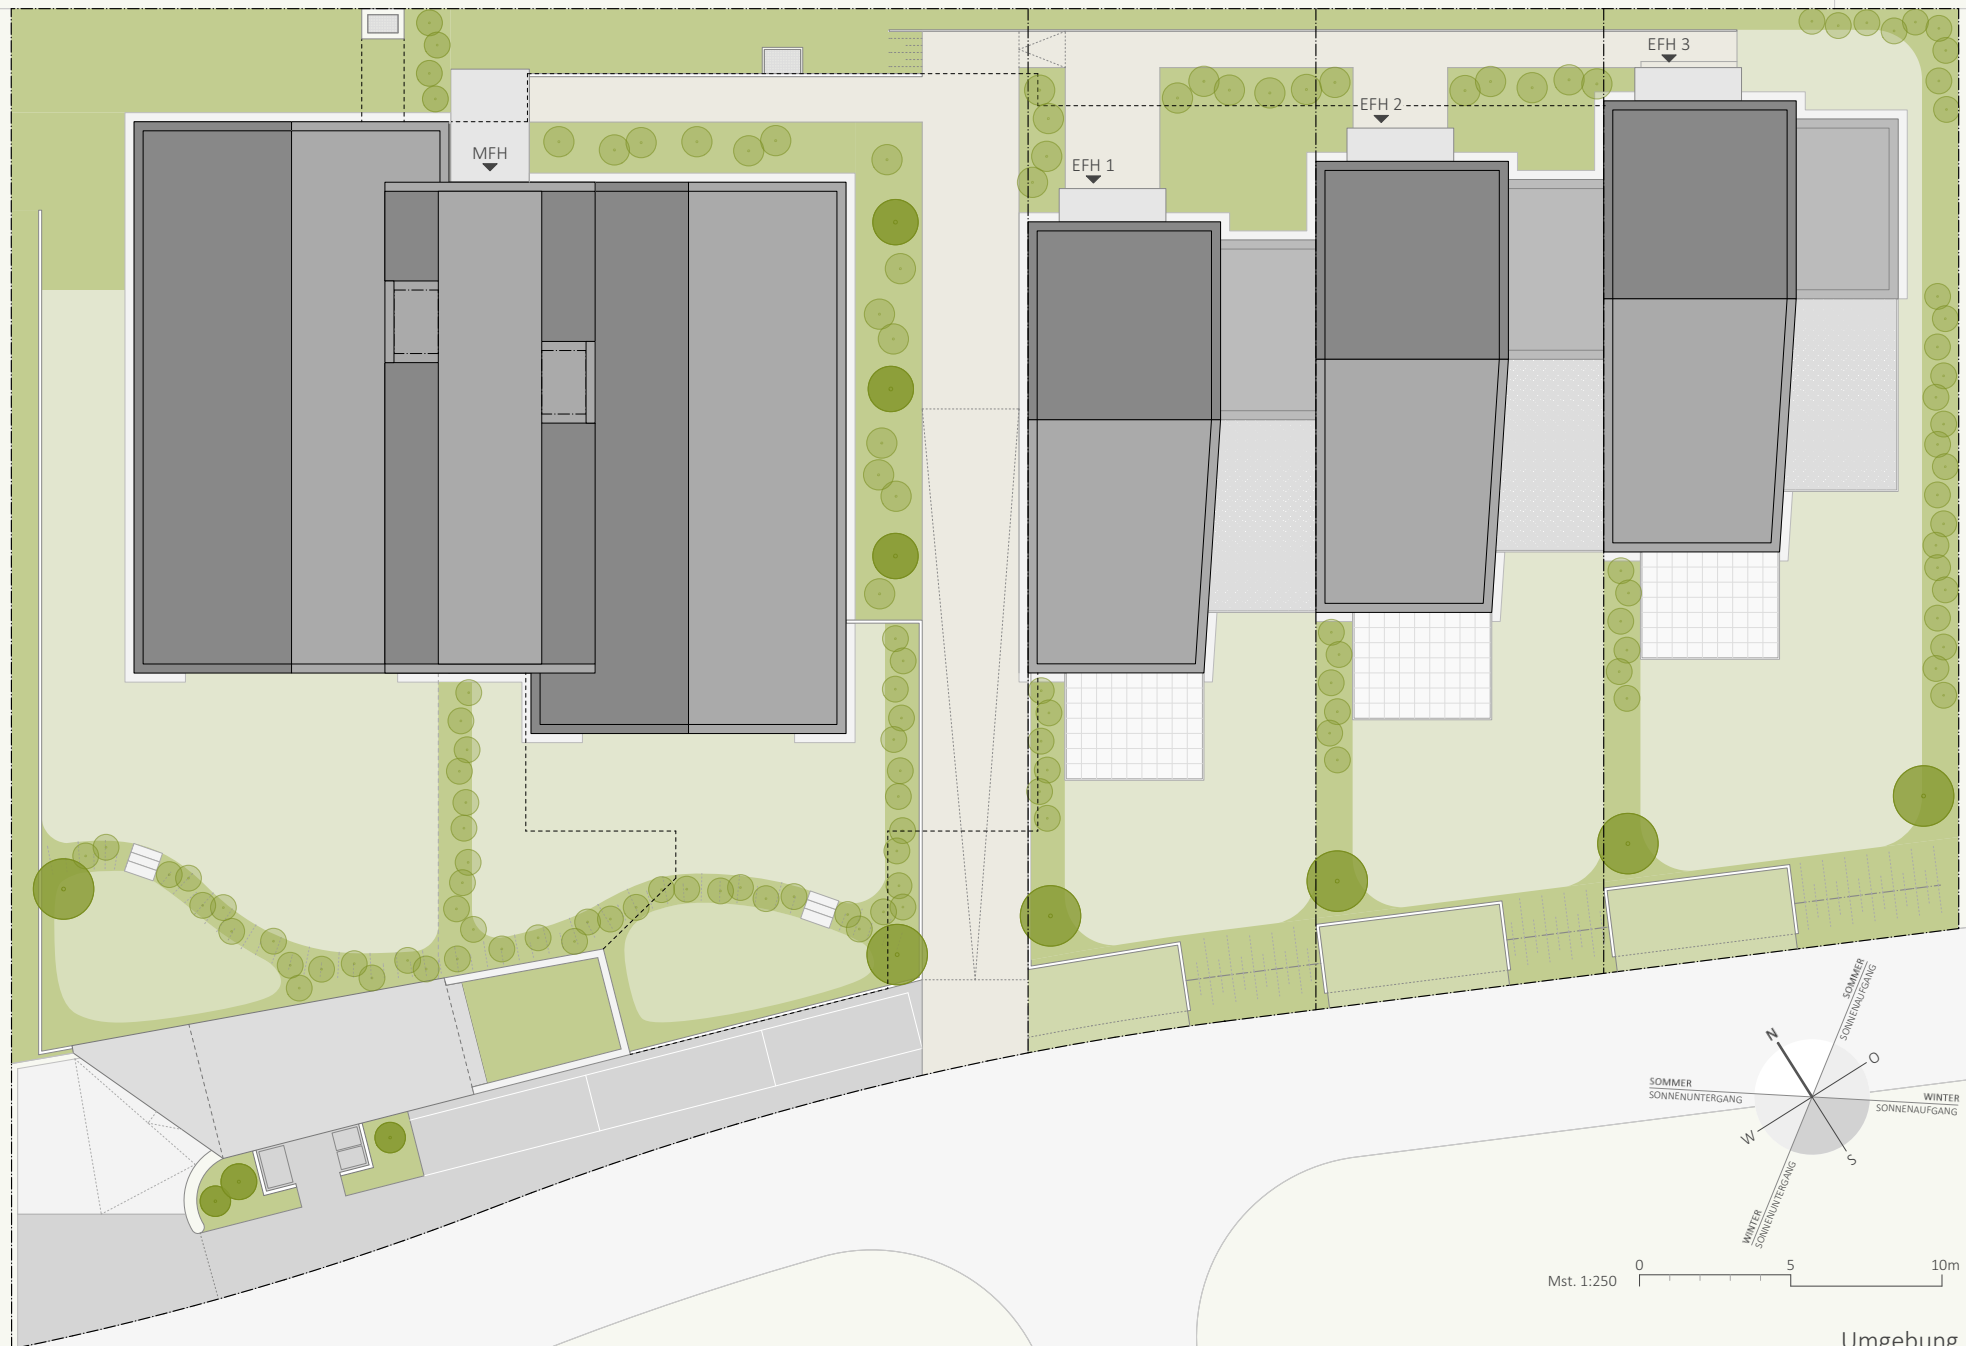 EFH 3
EFH 2
MFH
EFH 1
SOMMER
SONNENAUFGANG
N
O
SOMMER
SONNENUNTERGANG
WINTER
SONNENAUFGANG
W
S
WINTER
SONNENUNTERGANG
Mst. 1:250
0 5 10m
Umgebung